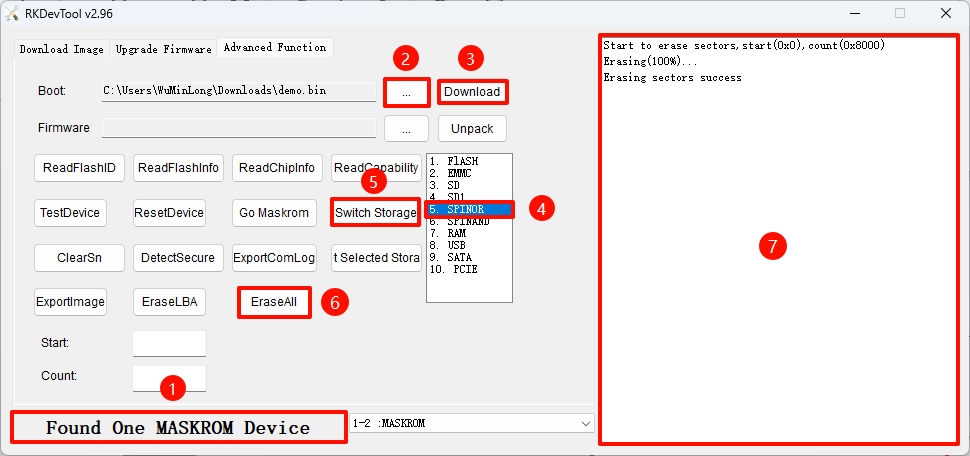 RKDevTool v2.96
Download Image Upgrade Firmware Advanced Function
2 3
Boot: C:\Users\WuMinLong\Downloads\demo.bin ... Download
Firmware ... Unpack
ReadFlashID ReadFlashInfo ReadChipInfo ReadCapability
5
TestDevice ResetDevice Go Maskrom Switch Storage
ClearSn DetectSecure ExportComLog t Selected Stora
ExportImage EraseLBA EraseAll 6
1. FlASH
2. EMMC
3. SD
4. SD1
5. SPINOR 4
6. SPINAND
7. RAM
8. USB
9. SATA
10. PCIE
Start:
Count:
1
Found One MASKROM Device 1-2 :MASKROM
Start to erase sectors,start(0x0),count(0x8000)
Erasing(100%)...
Erasing sectors success
7